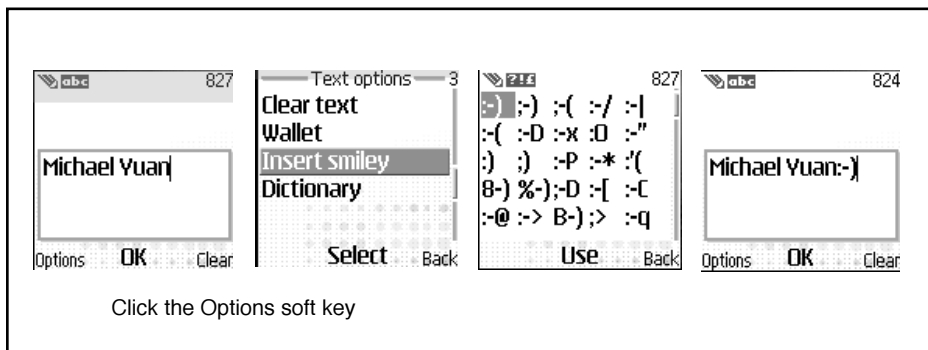 abc 827
Michael Yuan
Options OK Clear
Text options 3
Clear text
Wallet
Insert smiley
Dictionary
Select Back
?!£ 827
:-) ;-) ;-( :-/ :-|
:-( :-D :-x :O :-"
:) ;) :-P :-* :'(
8-) %-) ;-D :-[ :-C
:-@ :-> B-) ;> :-q
Use Back
abc 824
Michael Yuan:-)
Options OK Clear
Click the Options soft key